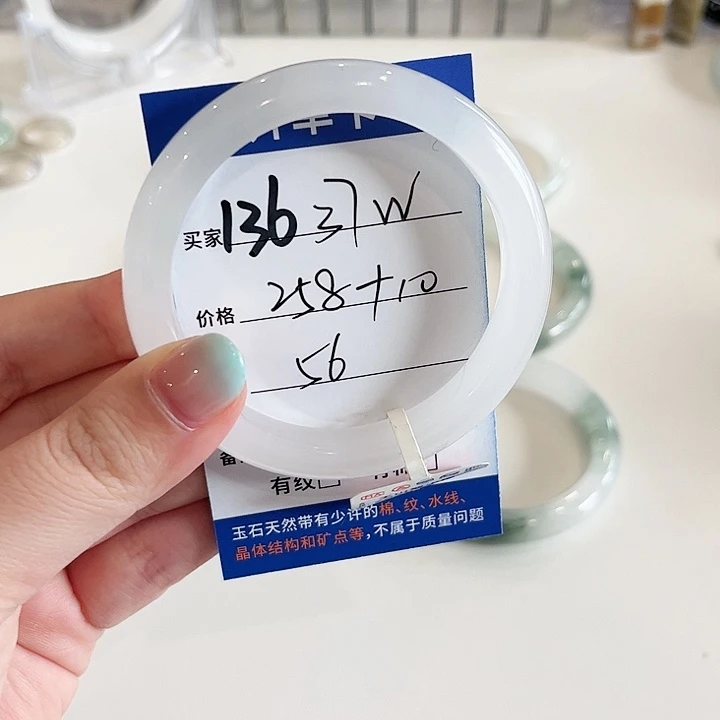 买家 136 37W
价格 258+10
56
有纹
玉石天然带有少许的棉、纹、水线、
晶体结构和矿点等，不属于质量问题